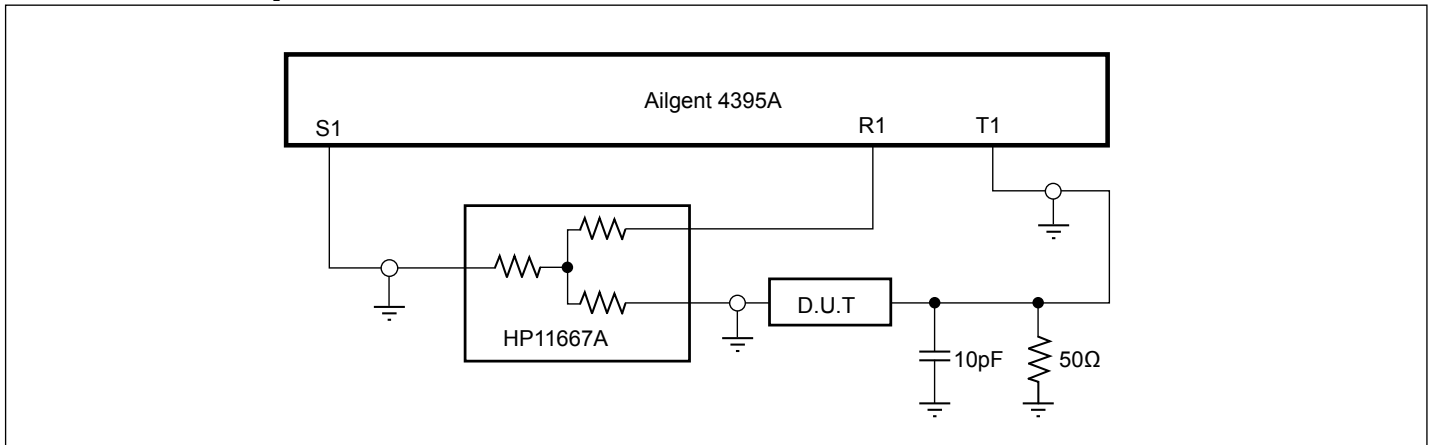 Ailgent 4395A
S1
R1
T1
HP11667A
D.U.T
10pF
50Ω